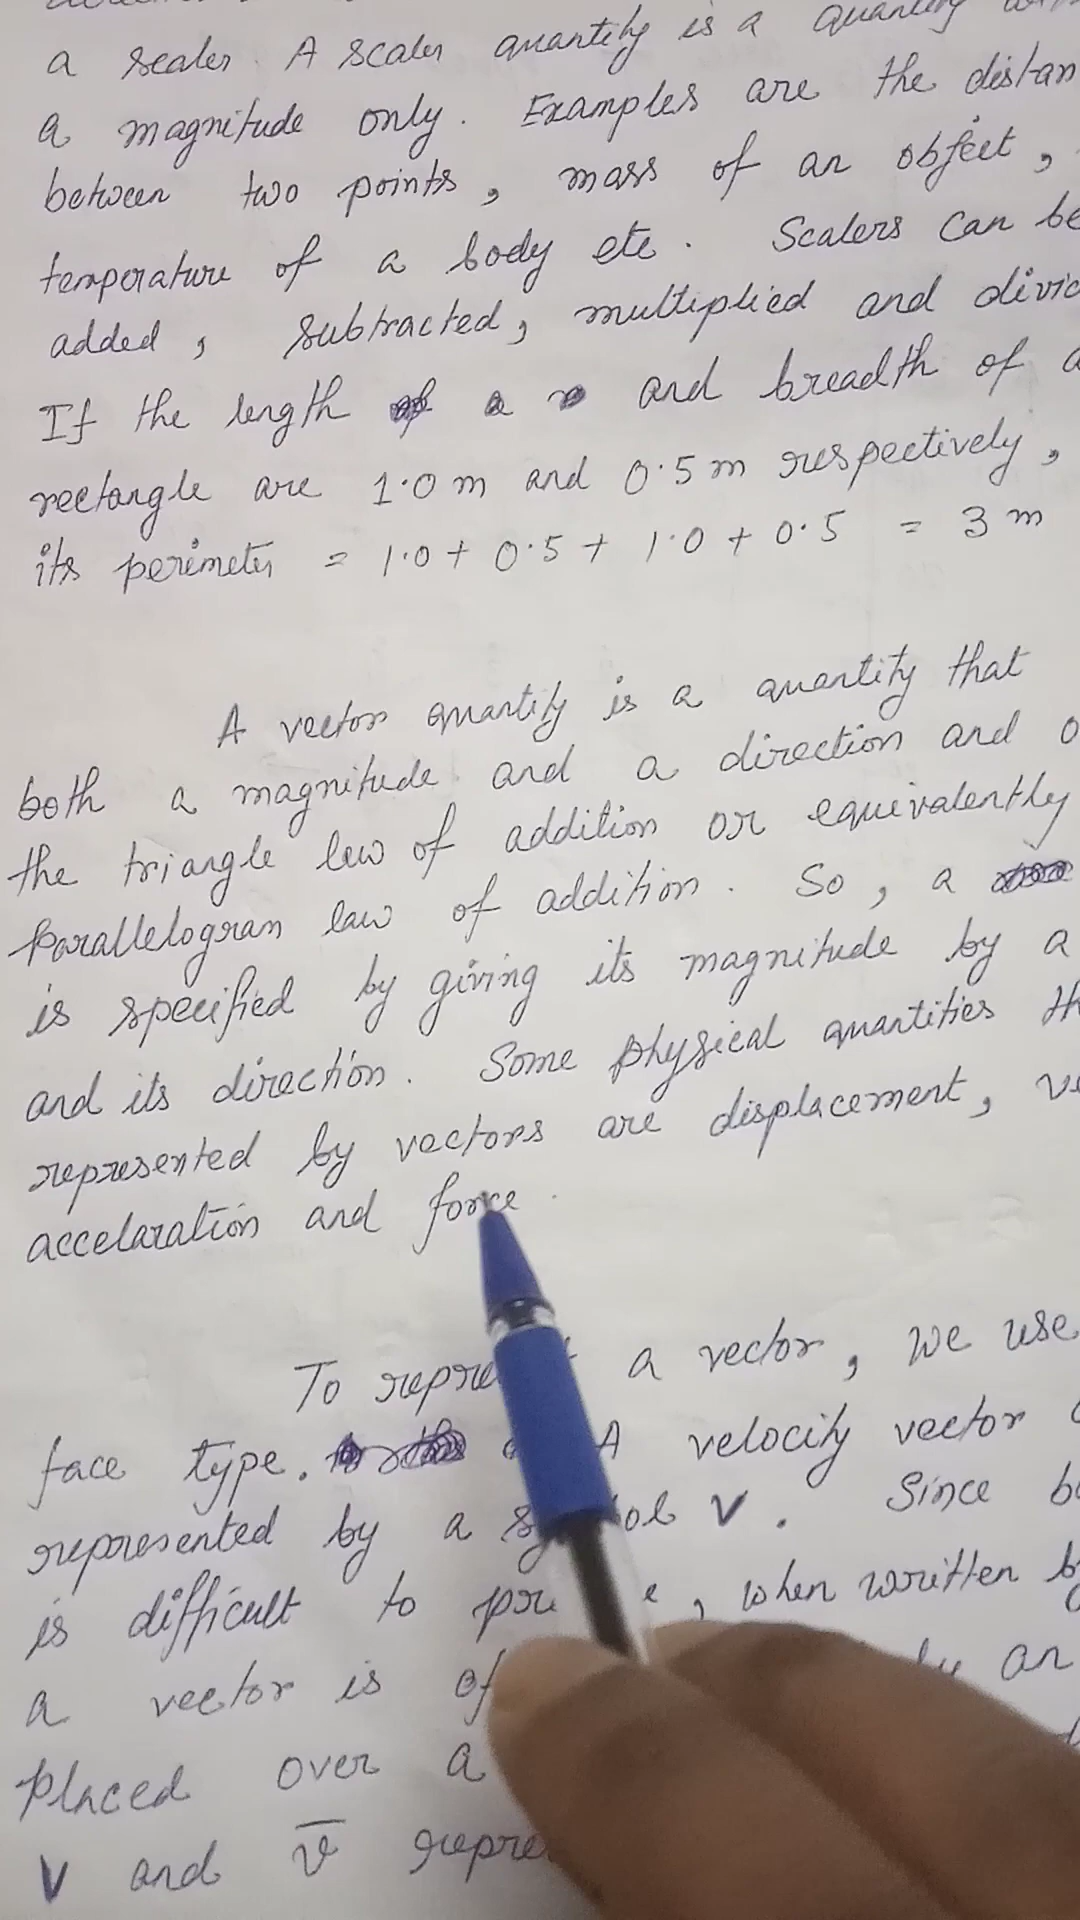 a scaler. A scaler quantity is a quantity
a magnitude only. Examples are the distan
between two points, mass of an object,
temperature of a body etc. Scalers can be
added, subtracted, multiplied and divid
If the length and breadth of a
rectangle are 1.0 m and 0.5 m respectively,
its perimeter = 1.0 + 0.5 + 1.0 + 0.5 = 3 m
A vector quantity is a quantity that
both a magnitude and a direction and o
the triangle law of addition or equivalently
Parallelogram law of addition. So, a
is specified by giving its magnitude by a
and its direction. Some physical quantities th
represented by vectors are displacement, ve
accelaration and force.
To repre a vector, we use
face type. A velocity vector
represented by a s ol v. Since bo
is difficult to pr e, when written by
a vector is of an
Placed over a
v and v̅ repre